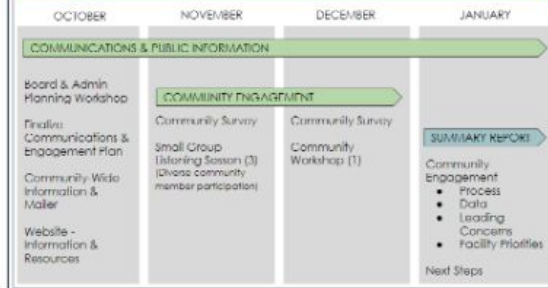 OCTOBER
NOVEMBER
DECEMBER
JANUARY
COMMUNICATIONS & PUBLIC INFORMATION
Board & Admin
Planning Workshop
Finalize
Communications &
Engagement Plan
Community-Wide
Information &
Mailer
Website -
Information &
Resources
COMMUNITY ENGAGEMENT
Community Survey
Small Group
Listening Session (3)
(Diverse community
member participation)
Community Survey
Community
Workshop (1)
SUMMARY REPORT
Community
Engagement
• Process
• Data
• Leading
Concerns
• Facility Priorities
Next Steps